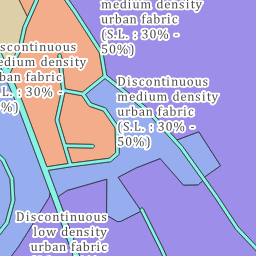 medium density
urban fabric
(S.L. : 30% -
50%)
Discontinuous
medium density
urban fabric
(S.L. : 30% -
50%)
iscontinuous
edium density
ban fabric
L. : 30% -
%)
Discontinuous
low density
urban fabric